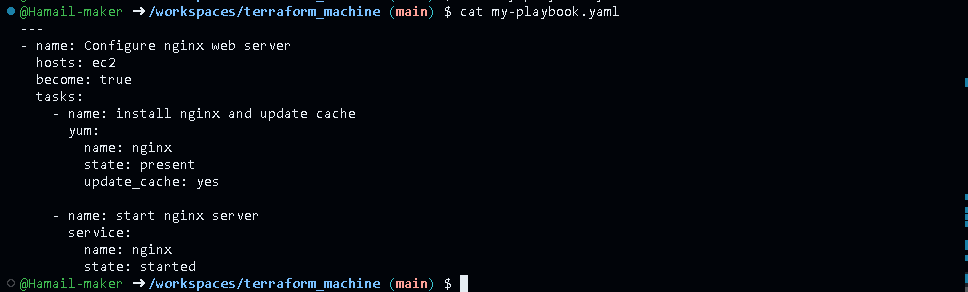 @Hamail-maker ➜/workspaces/terraform_machine (main) $ cat my-playbook.yaml
---
- name: Configure nginx web server
  hosts: ec2
  become: true
  tasks:
    - name: install nginx and update cache
      yum:
        name: nginx
        state: present
        update_cache: yes

    - name: start nginx server
      service:
        name: nginx
        state: started
@Hamail-maker ➜/workspaces/terraform_machine (main) $